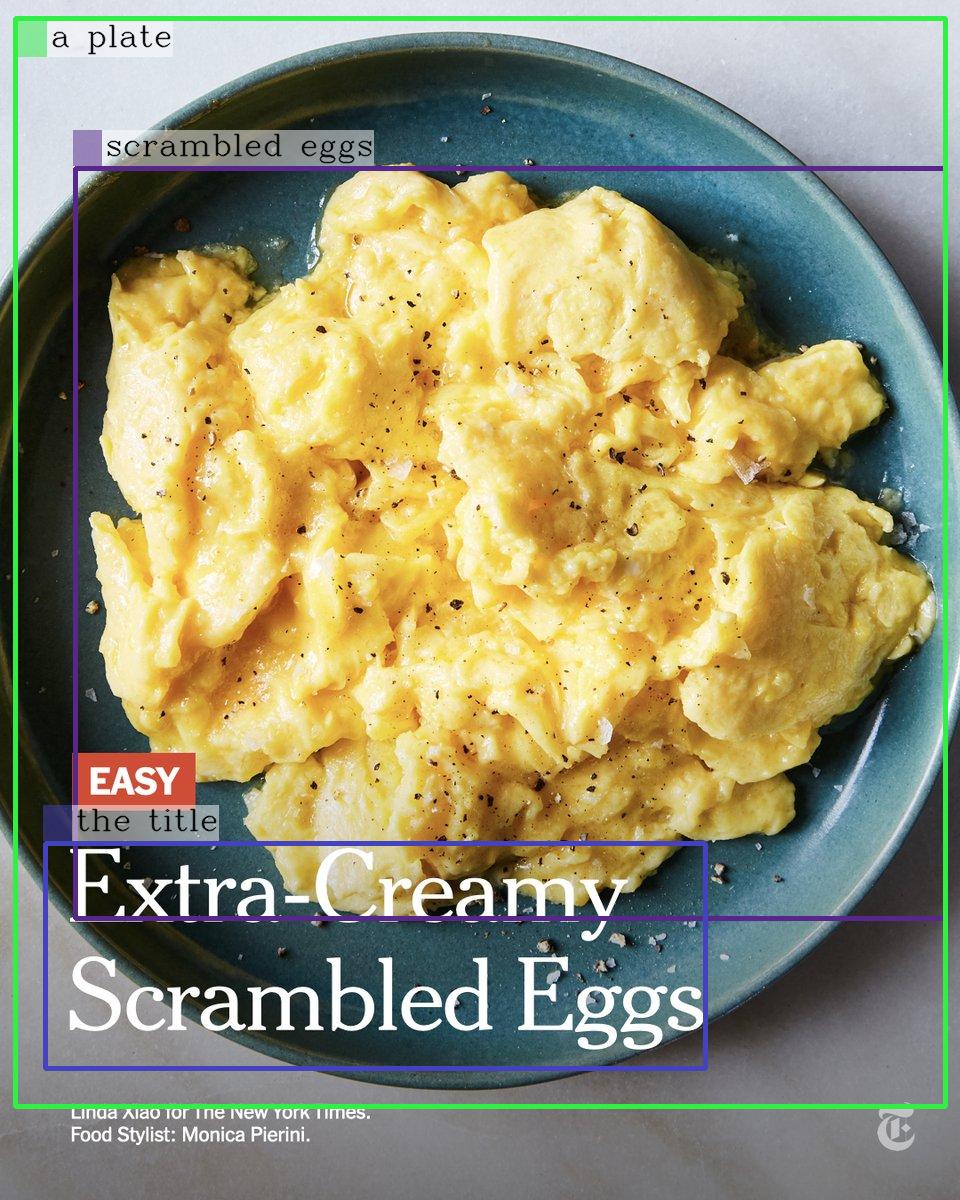 a plate
scrambled eggs
EASY
the title
Extra-Creamy
Scrambled Eggs
Linda Xiao for The New York Times.
Food Stylist: Monica Pierini.
T